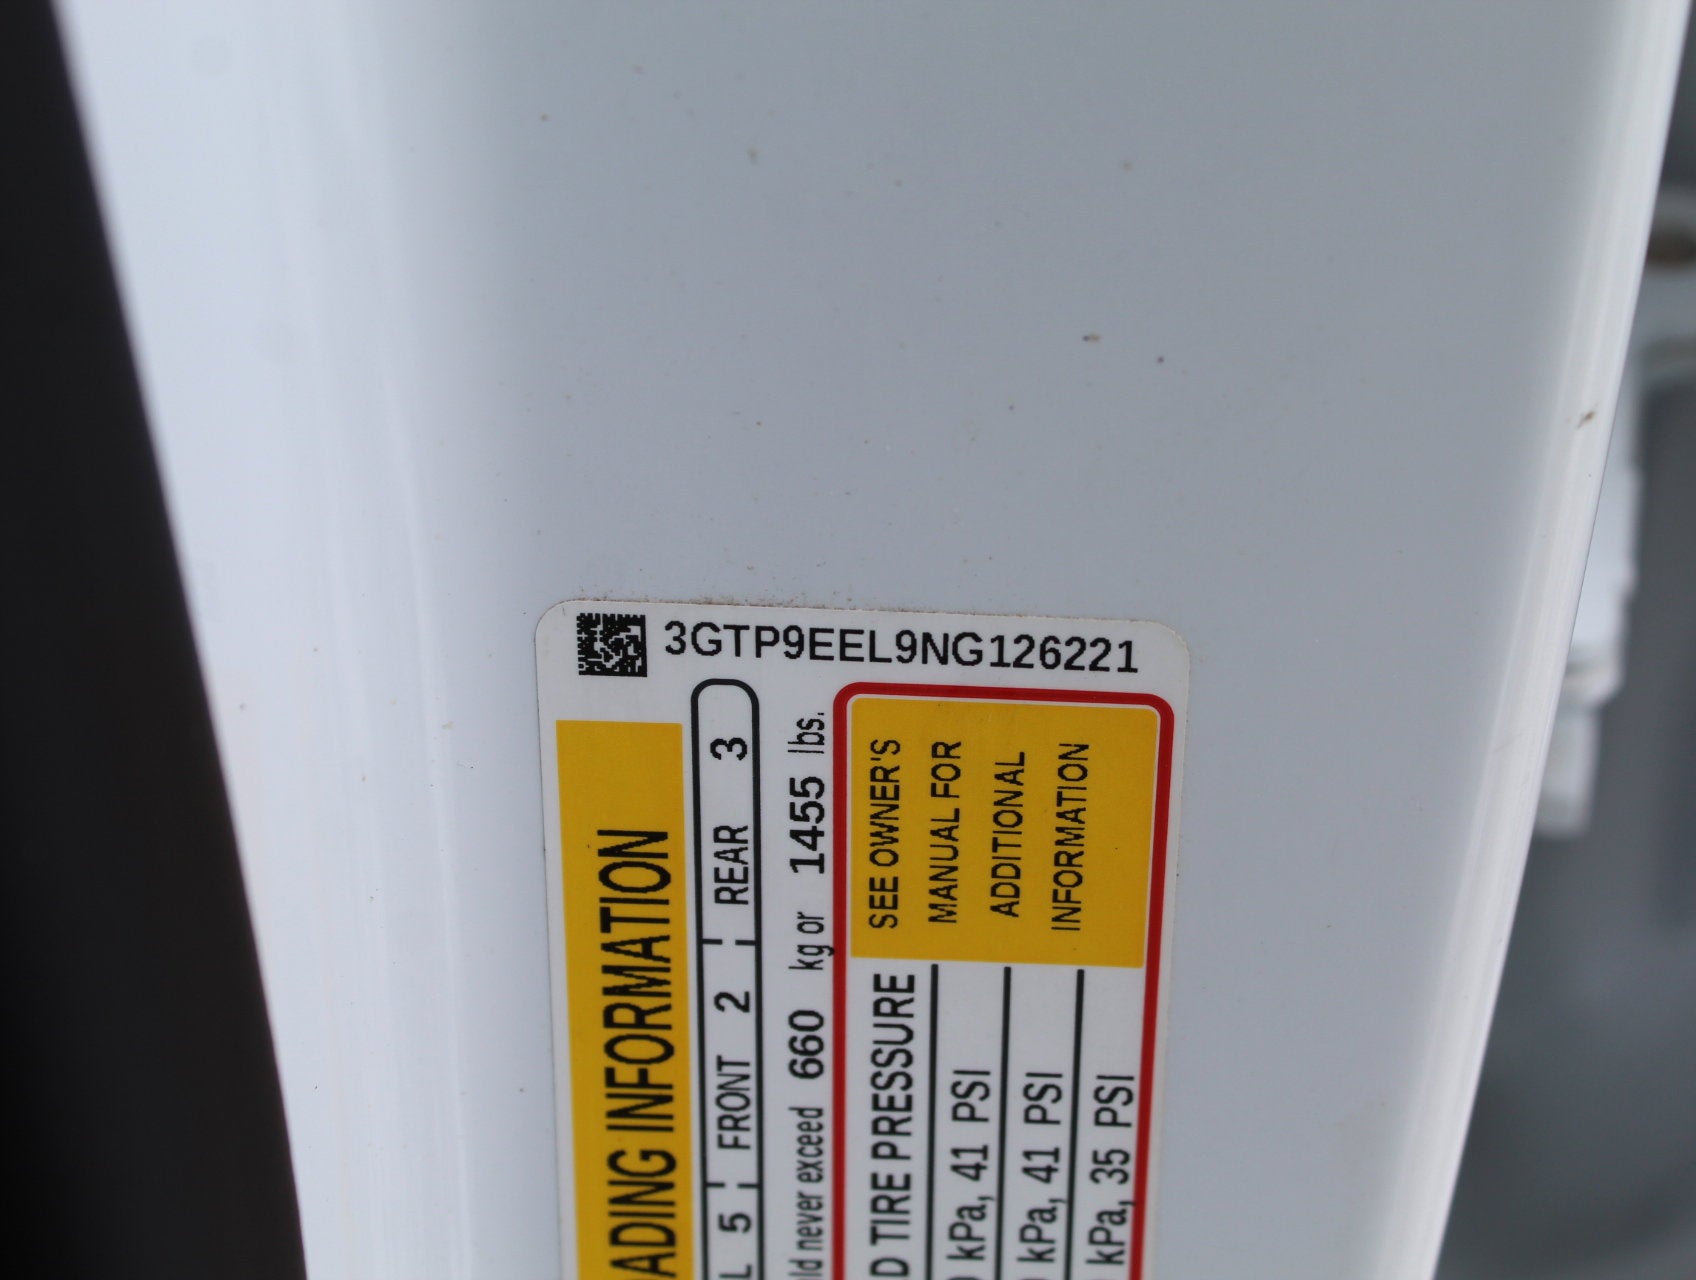 3GTP9EEL9NG126221
ADING INFORMATION
L 5 FRONT 2 REAR 3
ld never exceed 660 kg or 1455 lbs.
D TIRE PRESSURE
SEE OWNER'S
MANUAL FOR
ADDITIONAL
INFORMATION
kPa, 41 PSI
kPa, 41 PSI
kPa, 35 PSI